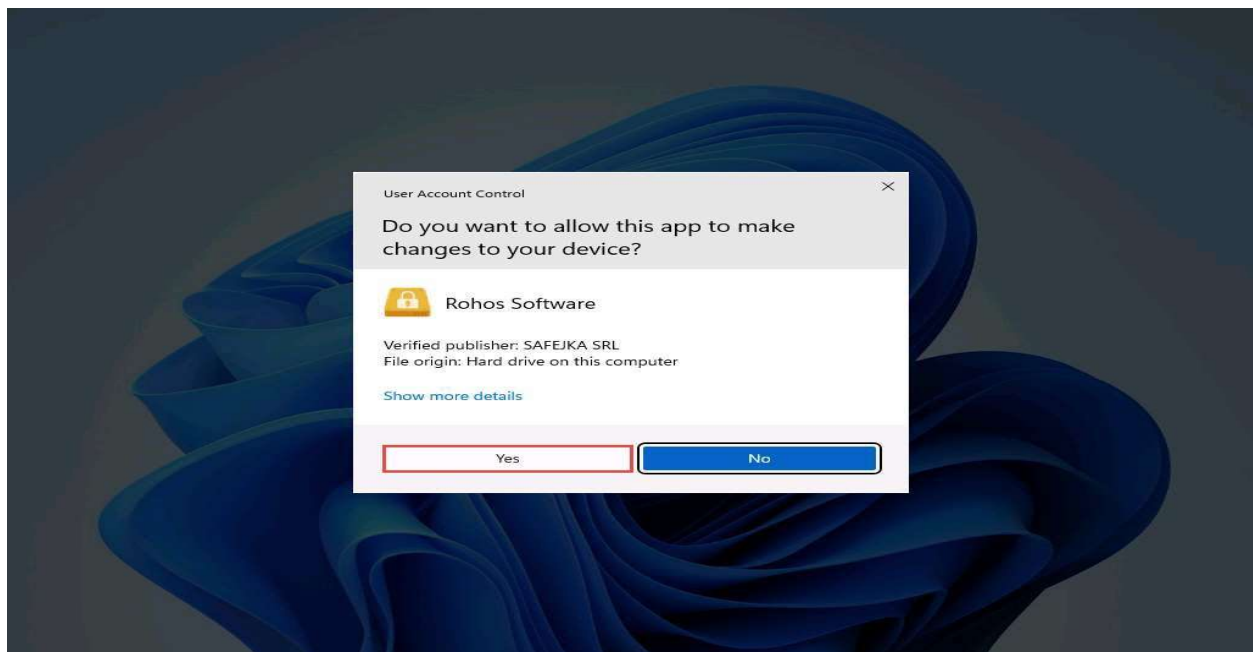 User Account Control
Do you want to allow this app to make
changes to your device?
Rohos Software
Verified publisher: SAFEJKA SRL
File origin: Hard drive on this computer
Show more details
Yes
No